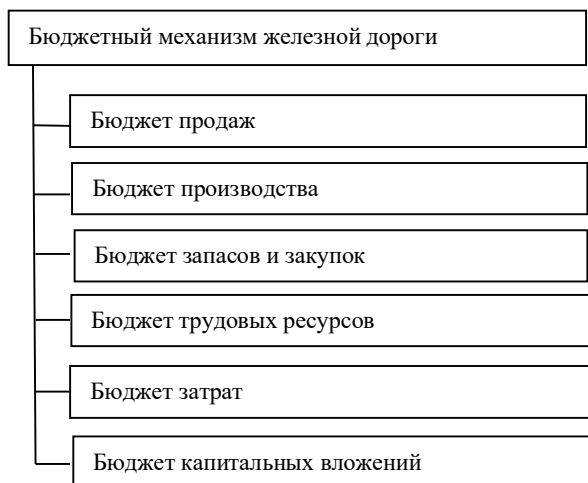 Бюджетный механизм железной дороги
Бюджет продаж
Бюджет производства
Бюджет запасов и закупок
Бюджет трудовых ресурсов
Бюджет затрат
Бюджет капитальных вложений